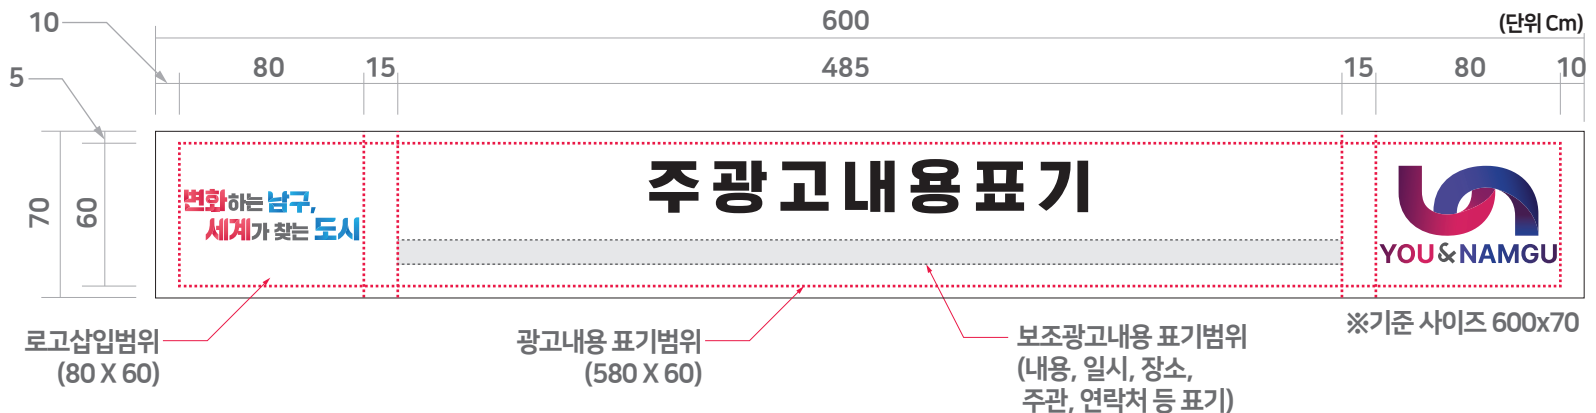 10
600
(단위 Cm)
5
80
15
485
15
80
10
70
60
변화하는 남구,
세계가 찾는 도시
주광고내용표기
YOU&NAMGU
로고삽입범위
(80 X 60)
광고내용 표기범위
(580 X 60)
보조광고내용 표기범위
(내용, 일시, 장소,
주관, 연락처 등 표기)
※기준 사이즈 600x70